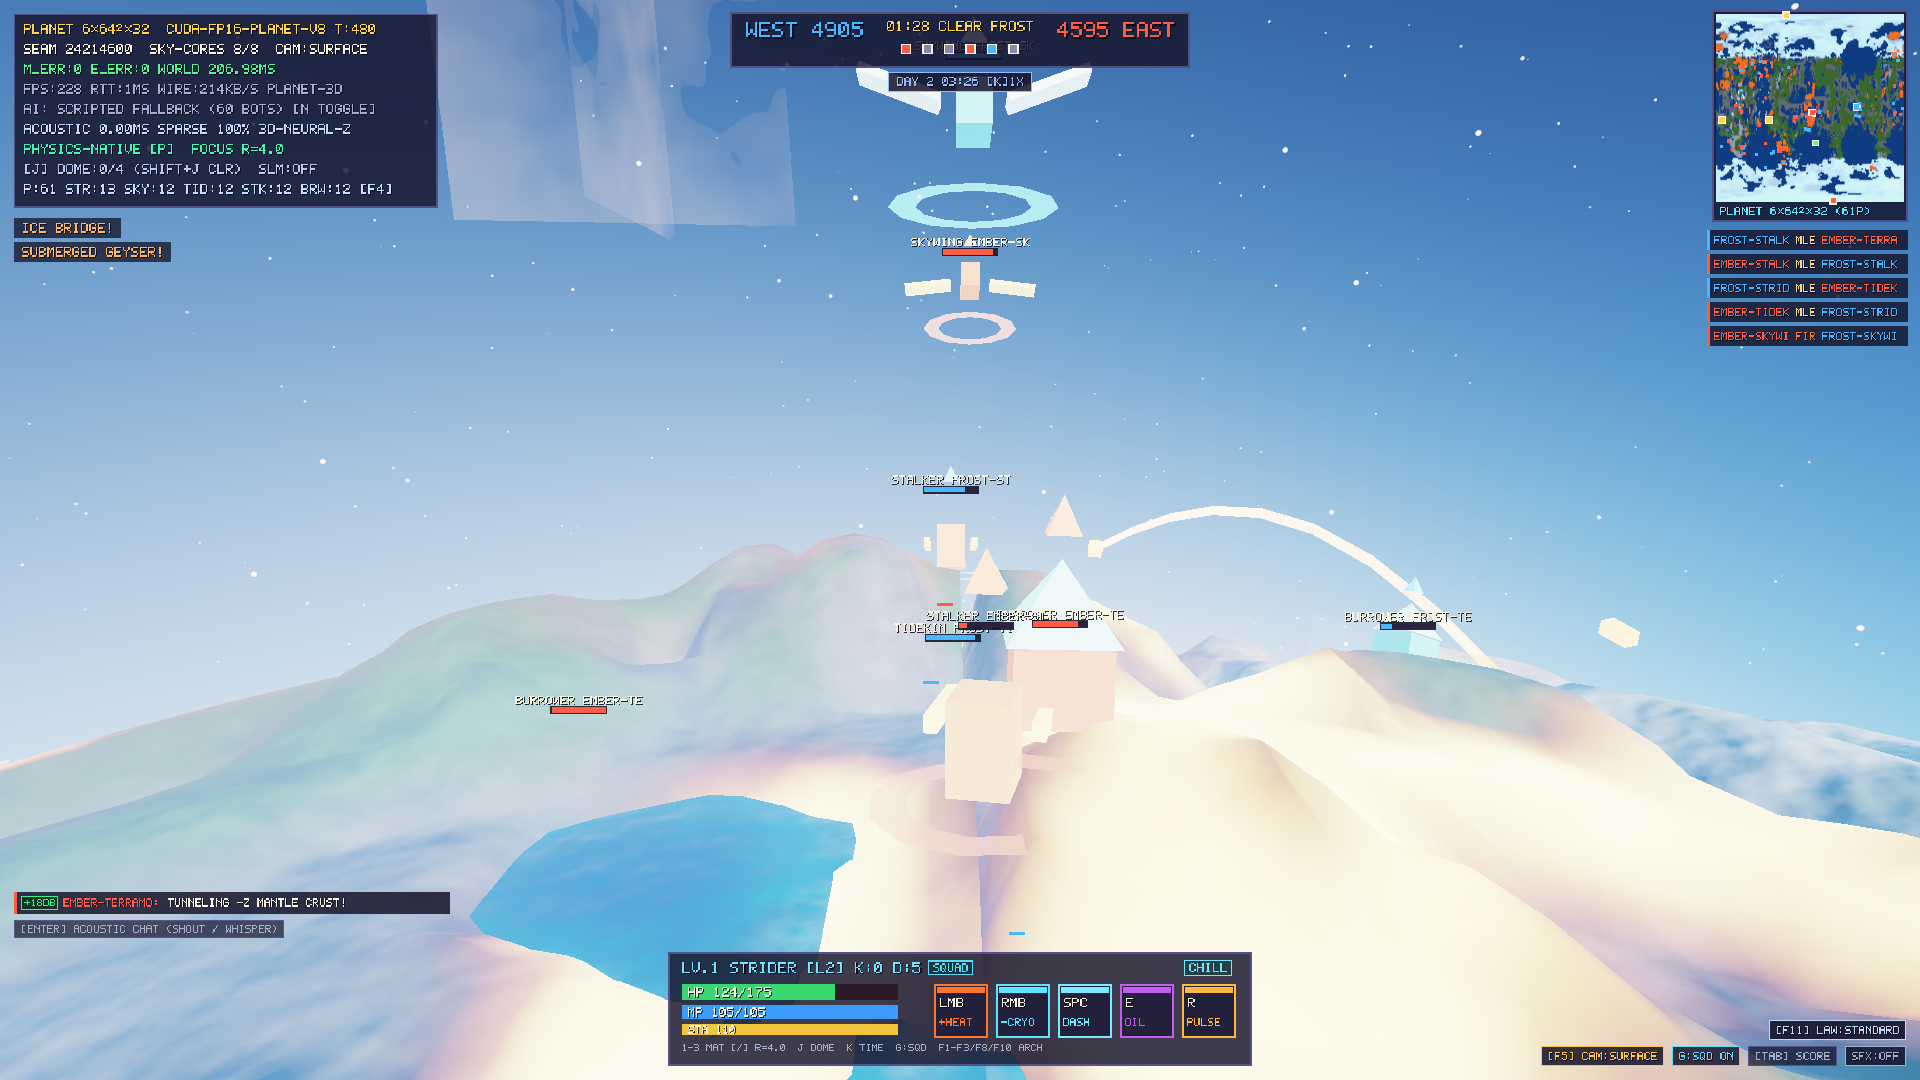 PLANET 6×64²×32 CUDA-FP16-PLANET-V8 T:480
SEAM 24214600 SKY-CORES 8/8 CAM:SURFACE
M_ERR:0 E_ERR:0 WORLD 206.98MS
FPS:228 RTT:1MS WIRE:214KB/S PLANET-3D
AI: SCRIPTED FALLBACK (60 BOTS) [N TOGGLE]
ACOUSTIC 0.00MS SPARSE 100% 3D-NEURAL-Z
PHYSICS-NATIVE [P] FOCUS R=4.0
[J] DOME:0/4 (SHIFT+J CLR) SLM:OFF
P:61 STR:13 SKY:12 TID:12 STK:12 BRW:12 [F4]
ICE BRIDGE!
SUBMERGED GEYSER!
WEST 4905 01:28 CLEAR FROST 4595 EAST
DAY 2 03:26 [K]1X
PLANET 6×64²×32 (61P)
FROST-STALK MLE EMBER-TERRA
EMBER-STALK MLE FROST-STALK
FROST-STRID MLE EMBER-TIDEK
EMBER-TIDEK MLE FROST-STRID
EMBER-SKYWI FIR FROST-SKYWI
SKYWING EMBER-SK
STALKER FROST-ST
STALKER
EMBER-TE
TIDEKIN
BURROWER FROST-TE
BURROWER EMBER-TE
+18DB EMBER-TERRAMO: TUNNELING -Z MANTLE CRUST!
[ENTER] ACOUSTIC CHAT (SHOUT / WHISPER)
LV.1 STRIDER [L2] K:0 D:5 SQUAD CHILL
HP 124/175
MP 105/105
STA 110
LMB +HEAT
RMB -CRYO
SPC DASH
E OIL
R PULSE
1-3 MAT [/] R=4.0 J DOME K TIME G:SQD F1-F3/F8/F10 ARCH
[F11] LAW:STANDARD
[F5] CAM:SURFACE G:SQD ON [TAB] SCORE SFX:OFF